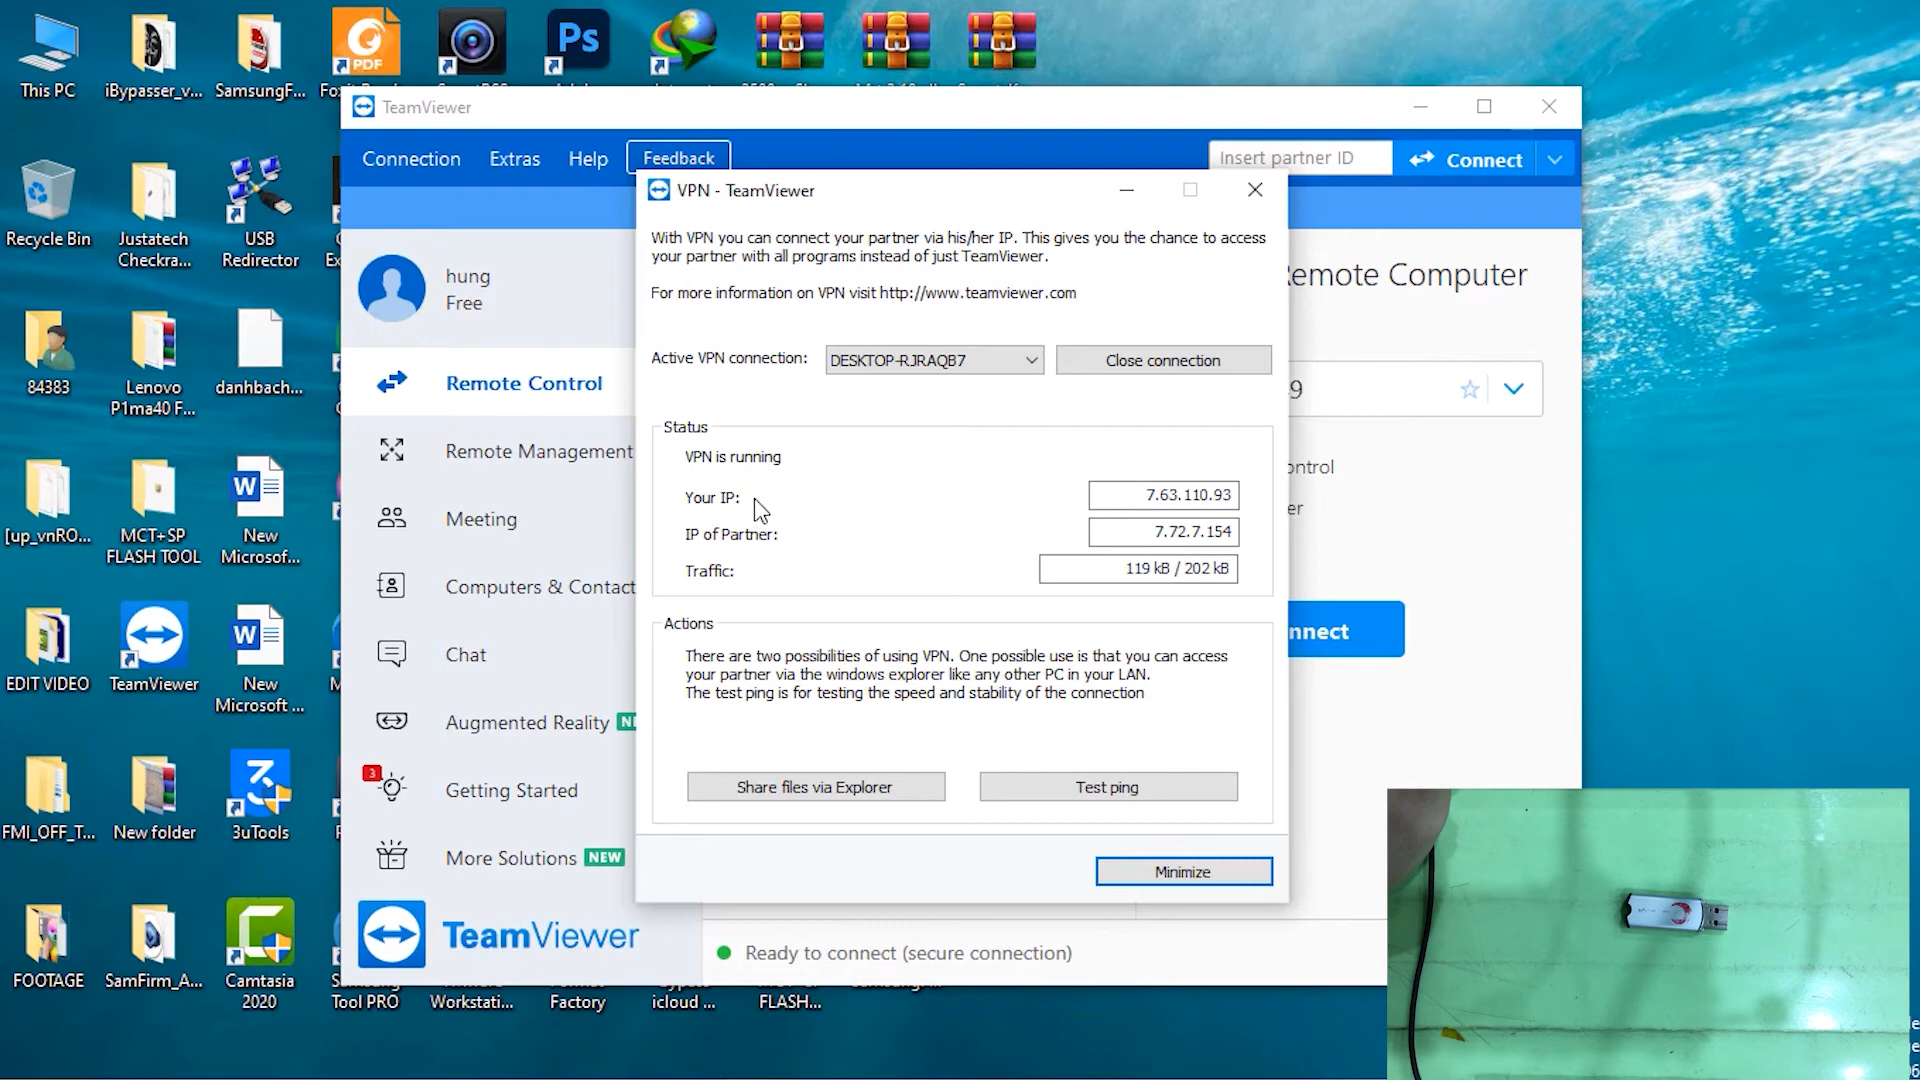 This PC
iBypasser_v...
SamsungF...
PDF
Ps
TeamViewer
Connection
Extras
Help
Feedback
Insert partner ID
Connect
VPN - TeamViewer
With VPN you can connect your partner via his/her IP. This gives you the chance to access
your partner with all programs instead of just TeamViewer.
For more information on VPN visit http://www.teamviewer.com
Active VPN connection:
DESKTOP-RJRAQB7
Close connection
Status
VPN is running
Your IP:
7.63.110.93
IP of Partner:
7.72.7.154
Traffic:
119 kB / 202 kB
Actions
There are two possibilities of using VPN. One possible use is that you can access
your partner via the windows explorer like any other PC in your LAN.
The test ping is for testing the speed and stability of the connection
Share files via Explorer
Test ping
Minimize
hung
Free
Remote Control
Remote Management
Meeting
Computers & Contact
Chat
Augmented Reality
3
Getting Started
More Solutions NEW
TeamViewer
Ready to connect (secure connection)
Remote Computer
9
ontrol
er
nnect
Recycle Bin
Justatech
Checkra...
USB
Redirector
84383
Lenovo
P1ma40 F...
danhbach...
[up_vnRO...
MCT+SP
FLASH TOOL
New
Microsof...
EDIT VIDEO
TeamViewer
New
Microsoft ...
FMI_OFF_T...
New folder
3uTools
FOOTAGE
SamFirm_A...
Camtasia
2020
Tool PRO
Workstati...
Factory
icloud ...
FLASH...